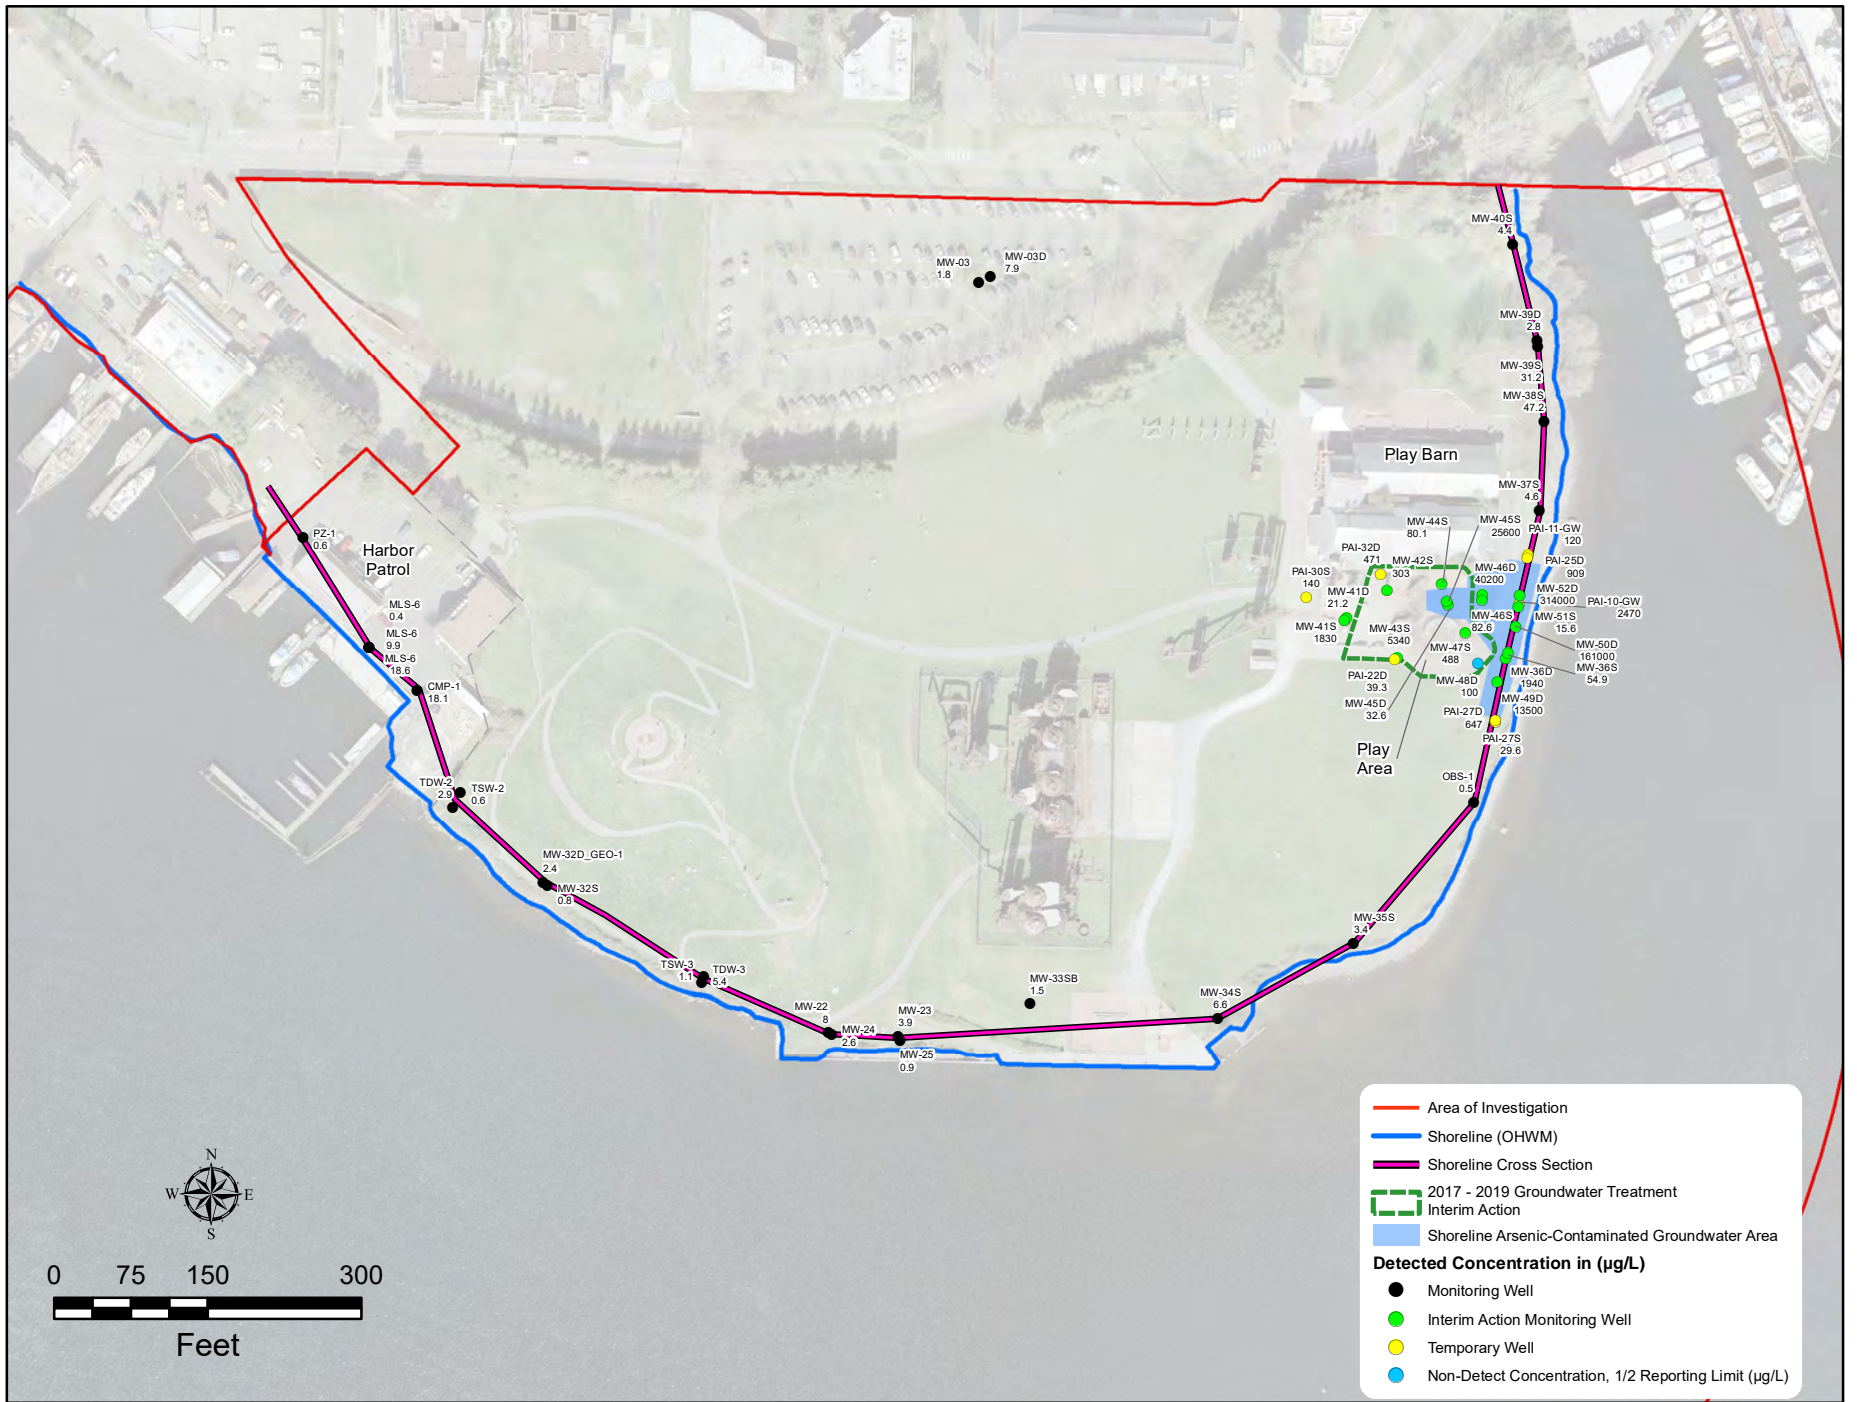 MW-40S
4.4
MW-03
1.8
MW-03D
7.9
MW-39D
2.8
MW-39S
31.2
MW-38S
47.2
Play Barn
MW-37S
4.6
MW-44S
80.1
MW-45S
25600
PAI-11-GW
120
PZ-1
0.6
Harbor
Patrol
PAI-32D
471
MW-42S
303
MW-46D
40200
PAI-25D
909
PAI-30S
140
MW-41D
21.2
MW-52D
314000
PAI-10-GW
2470
MLS-6
0.4
MW-41S
1830
MW-43S
5340
MW-46S
82.6
MW-51S
15.6
MLS-6
9.9
MW-47S
488
MW-50D
161000
MLS-6
18.6
MW-36S
54.9
CMP-1
18.1
PAI-22D
39.3
MW-48D
100
MW-36D
1940
MW-45D
32.6
MW-49D
13500
PAI-27D
647
PAI-27S
29.6
Play
Area
TDW-2
2.9
TSW-2
0.6
OBS-1
0.5
MW-32D_GEO-1
2.4
MW-32S
0.8
MW-35S
3.4
TSW-3
1.1
TDW-3
5.4
MW-33SB
1.5
MW-34S
6.6
MW-22
8
MW-24
2.6
MW-23
3.9
MW-25
0.9
N
W
E
S
0 75 150 300
Feet
Area of Investigation
Shoreline (OHWM)
Shoreline Cross Section
2017 - 2019 Groundwater Treatment
Interim Action
Shoreline Arsenic-Contaminated Groundwater Area
Detected Concentration in (µg/L)
Monitoring Well
Interim Action Monitoring Well
Temporary Well
Non-Detect Concentration, 1/2 Reporting Limit (µg/L)